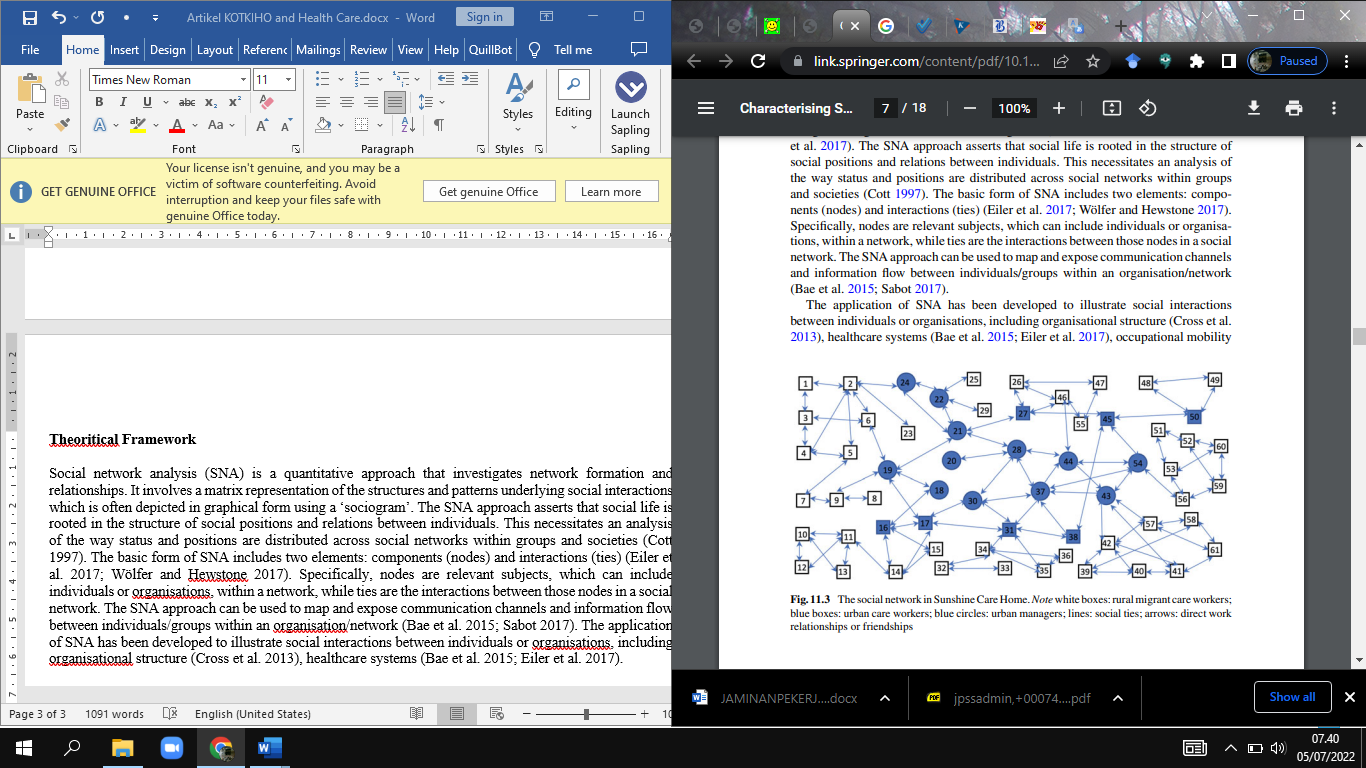 Artikel KOTKIHO and Health Care.docx - Word
Sign in
File Home Insert Design Layout Referenc Mailings Review View Help QuillBot Tell me
Paste
Times New Roman 11
B I U abc x₂ x²
A ab A Aa A A
Styles
Editing
Launch Sapling
Clipboard Font Paragraph Styles Sapling
GET GENUINE OFFICE
Your license isn't genuine, and you may be a
victim of software counterfeiting. Avoid
interruption and keep your files safe with
genuine Office today.
Get genuine Office
Learn more
1 2 3 4 5 6 7 8 9 10 11 12 13 14 15 16
Theoritical Framework
Social network analysis (SNA) is a quantitative approach that investigates network formation and
relationships. It involves a matrix representation of the structures and patterns underlying social interactions
which is often depicted in graphical form using a ‘sociogram’. The SNA approach asserts that social life is
rooted in the structure of social positions and relations between individuals. This necessitates an analysis
of the way status and positions are distributed across social networks within groups and societies (Cott
1997). The basic form of SNA includes two elements: components (nodes) and interactions (ties) (Eiler et
al. 2017; Wölfer and Hewstone 2017). Specifically, nodes are relevant subjects, which can include
individuals or organisations, within a network, while ties are the interactions between those nodes in a social
network. The SNA approach can be used to map and expose communication channels and information flow
between individuals/groups within an organisation/network (Bae et al. 2015; Sabot 2017). The application
of SNA has been developed to illustrate social interactions between individuals or organisations, including
organisational structure (Cross et al. 2013), healthcare systems (Bae et al. 2015; Eiler et al. 2017).
Page 3 of 3 1091 words English (United States)
link.springer.com/content/pdf/10.1...
Paused
Characterising S... 7 / 18 100%
et al. 2017). The SNA approach asserts that social life is rooted in the structure of
social positions and relations between individuals. This necessitates an analysis of
the way status and positions are distributed across social networks within groups
and societies (Cott 1997). The basic form of SNA includes two elements: compo-
nents (nodes) and interactions (ties) (Eiler et al. 2017; Wölfer and Hewstone 2017).
Specifically, nodes are relevant subjects, which can include individuals or organisa-
tions, within a network, while ties are the interactions between those nodes in a social
network. The SNA approach can be used to map and expose communication channels
and information flow between individuals/groups within an organisation/network
(Bae et al. 2015; Sabot 2017).
The application of SNA has been developed to illustrate social interactions
between individuals or organisations, including organisational structure (Cross et al.
2013), healthcare systems (Bae et al. 2015; Eiler et al. 2017), occupational mobility
1 2 24 25 26 47 48 49
22 46
3 6 29 27 45 50
23 21 55 51
4 5 28 52 60
19 20 44 54 53
7 9 8 18 30 37 43 56 59
16 17 31 38 57 58
10 11 15 34 36 42 61
12 13 14 32 33 35 39 40 41
Fig. 11.3 The social network in Sunshine Care Home. Note white boxes: rural migrant care workers;
blue boxes: urban care workers; blue circles: urban managers; lines: social ties; arrows: direct work
relationships or friendships
JAMINANPEKERJ....docx
jpssadmin,+00074....pdf
Show all
07.40
05/07/2022